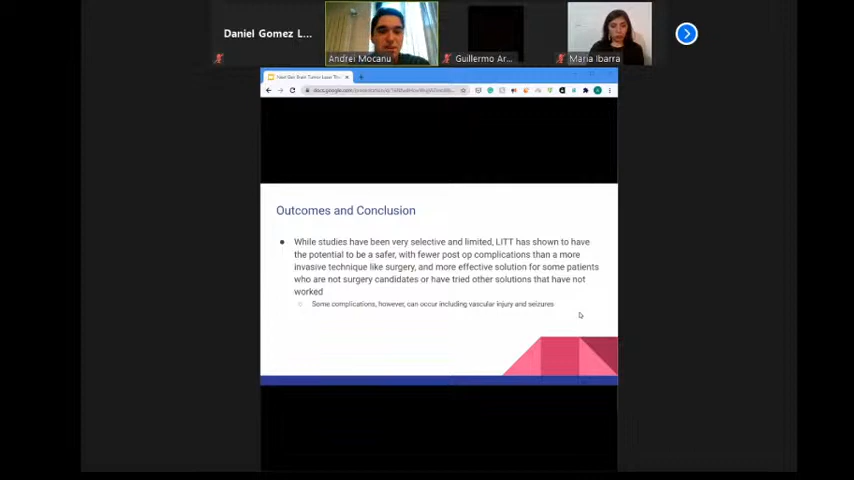 Daniel Gomez L...
Andrei Mocanu
Guillermo Ar...
Maria Ibarra
Outcomes and Conclusion
While studies have been very selective and limited, LITT has shown to have
the potential to be a safer, with fewer post op complications than a more
invasive technique like surgery, and more effective solution for some patients
who are not surgery candidates or have tried other solutions that have not
worked
Some complications, however, can occur including vascular injury and seizures